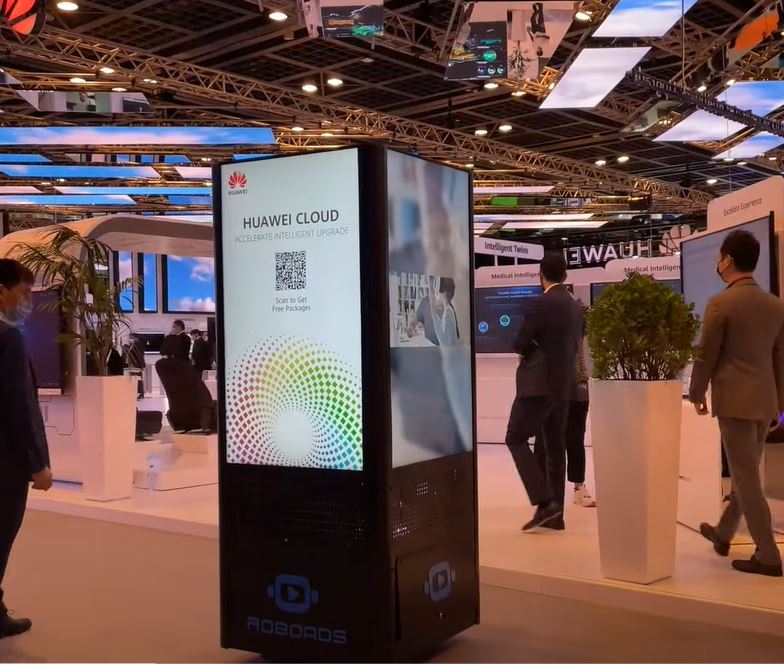 HUAWEI
HUAWEI CLOUD
ACCELERATE INTELLIGENT UPGRADE
Scan to Get
Free Packages
ROBOADS
Intelligent Twins
Medical Intelligen
HUAWEI
Medical Intelligen
Excellent Experience